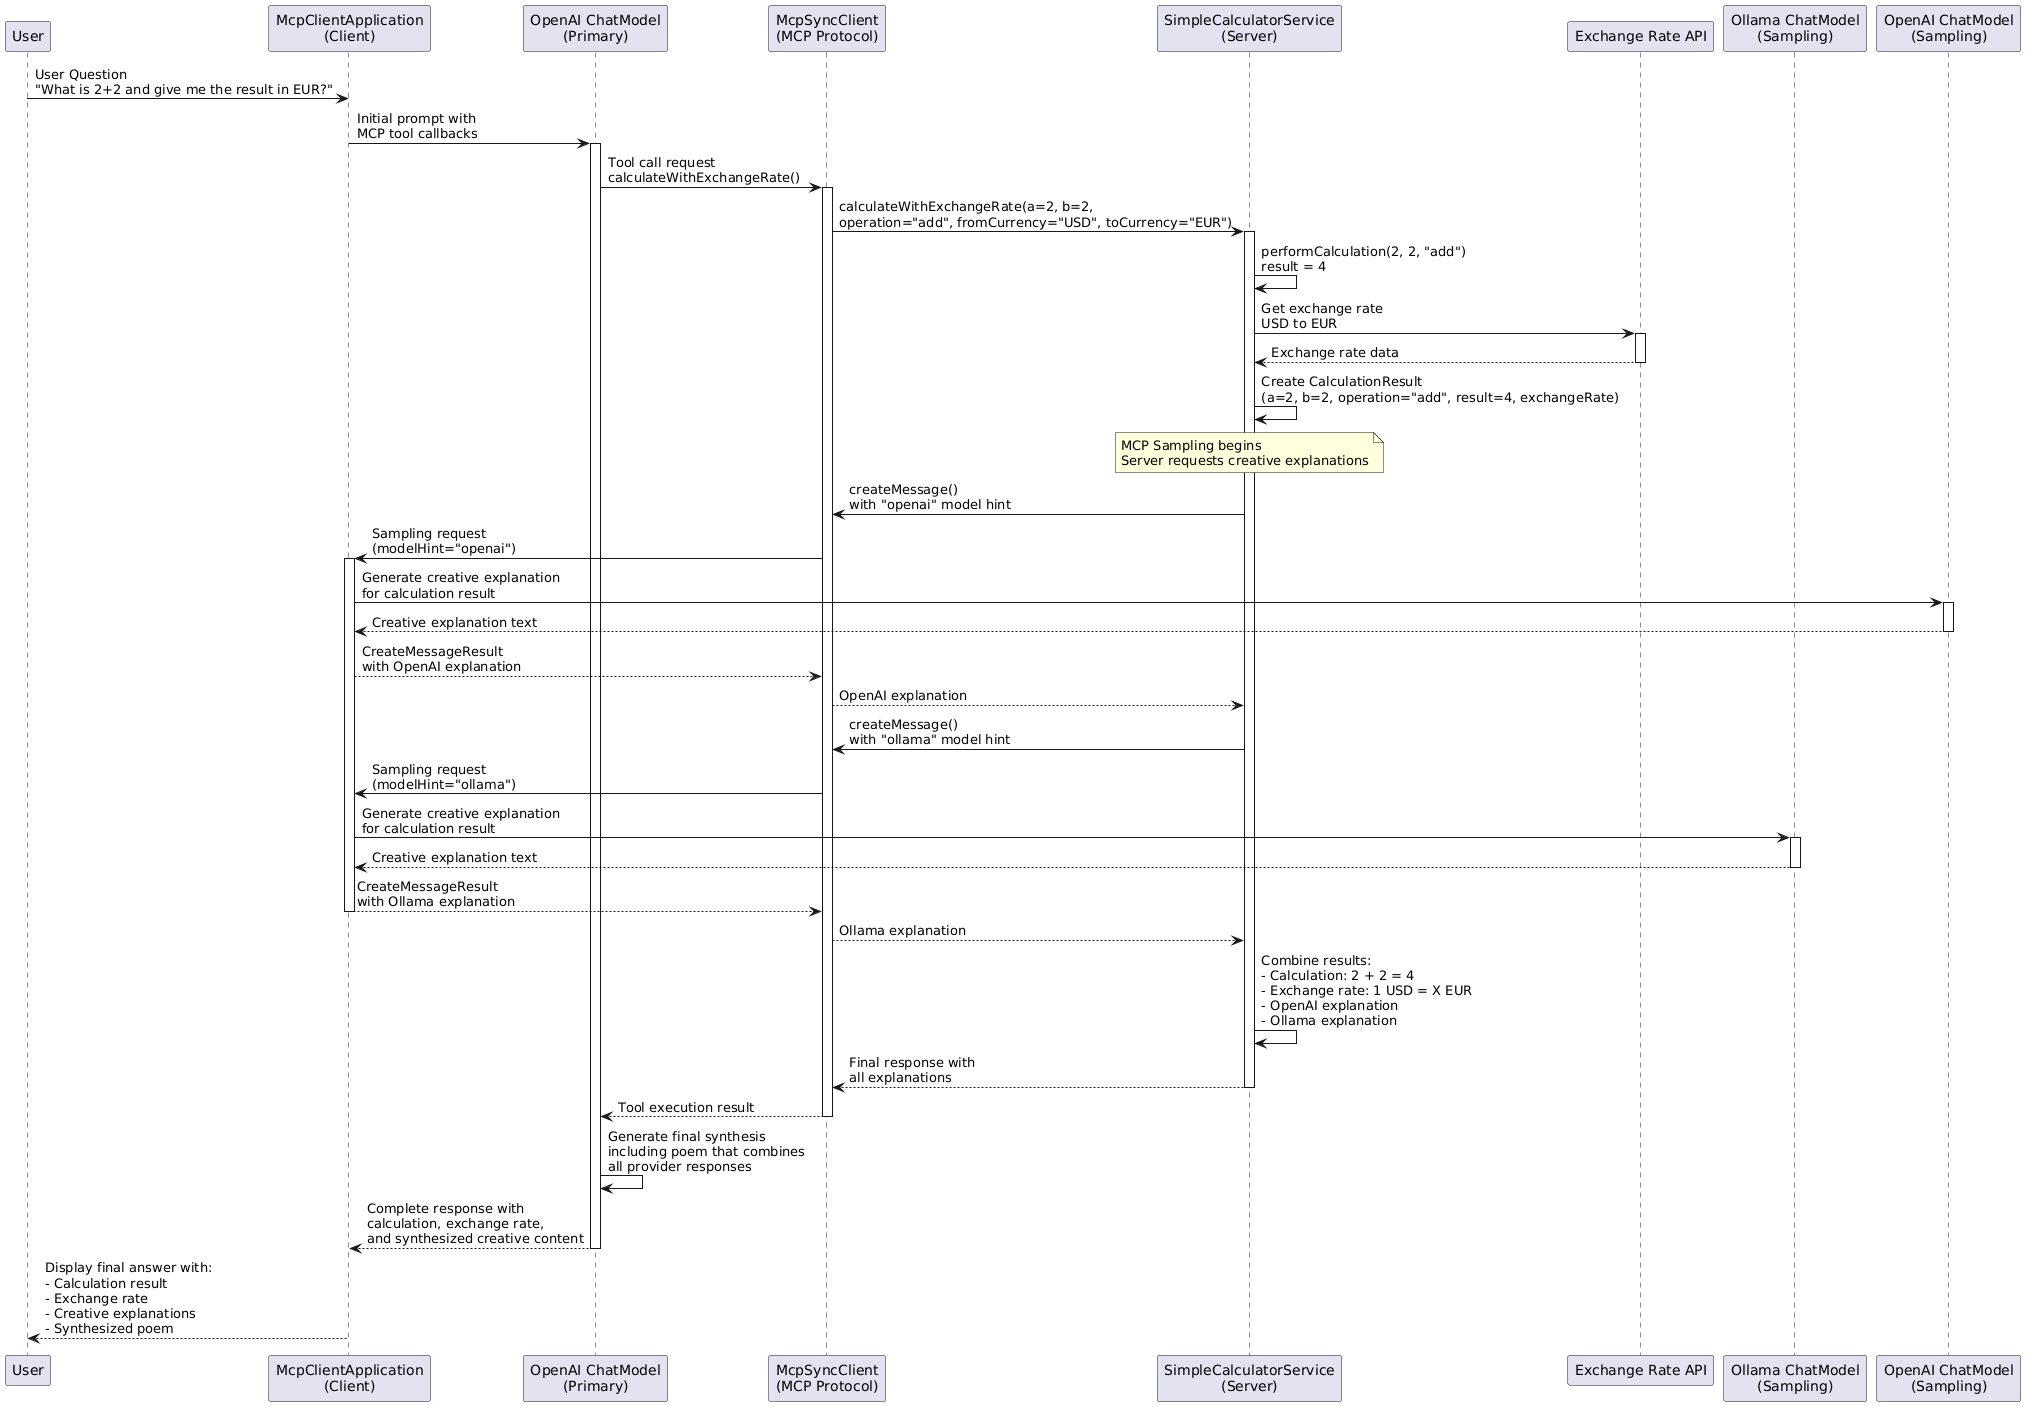 User
McpClientApplication
(Client)
OpenAI ChatModel
(Primary)
McpSyncClient
(MCP Protocol)
SimpleCalculatorService
(Server)
Exchange Rate API
Ollama ChatModel
(Sampling)
OpenAI ChatModel
(Sampling)
User Question
"What is 2+2 and give me the result in EUR?"
Initial prompt with
MCP tool callbacks
Tool call request
calculateWithExchangeRate()
calculateWithExchangeRate(a=2, b=2,
operation="add", fromCurrency="USD", toCurrency="EUR")
performCalculation(2, 2, "add")
result = 4
Get exchange rate
USD to EUR
Exchange rate data
Create CalculationResult
(a=2, b=2, operation="add", result=4, exchangeRate)
MCP Sampling begins
Server requests creative explanations
createMessage()
with "openai" model hint
Sampling request
(modelHint="openai")
Generate creative explanation
for calculation result
Creative explanation text
CreateMessageResult
with OpenAI explanation
OpenAI explanation
createMessage()
with "ollama" model hint
Sampling request
(modelHint="ollama")
Generate creative explanation
for calculation result
Creative explanation text
CreateMessageResult
with Ollama explanation
Ollama explanation
Combine results:
- Calculation: 2 + 2 = 4
- Exchange rate: 1 USD = X EUR
- OpenAI explanation
- Ollama explanation
Final response with
all explanations
Tool execution result
Generate final synthesis
including poem that combines
all provider responses
Complete response with
calculation, exchange rate,
and synthesized creative content
Display final answer with:
- Calculation result
- Exchange rate
- Creative explanations
- Synthesized poem
User
McpClientApplication
(Client)
OpenAI ChatModel
(Primary)
McpSyncClient
(MCP Protocol)
SimpleCalculatorService
(Server)
Exchange Rate API
Ollama ChatModel
(Sampling)
OpenAI ChatModel
(Sampling)